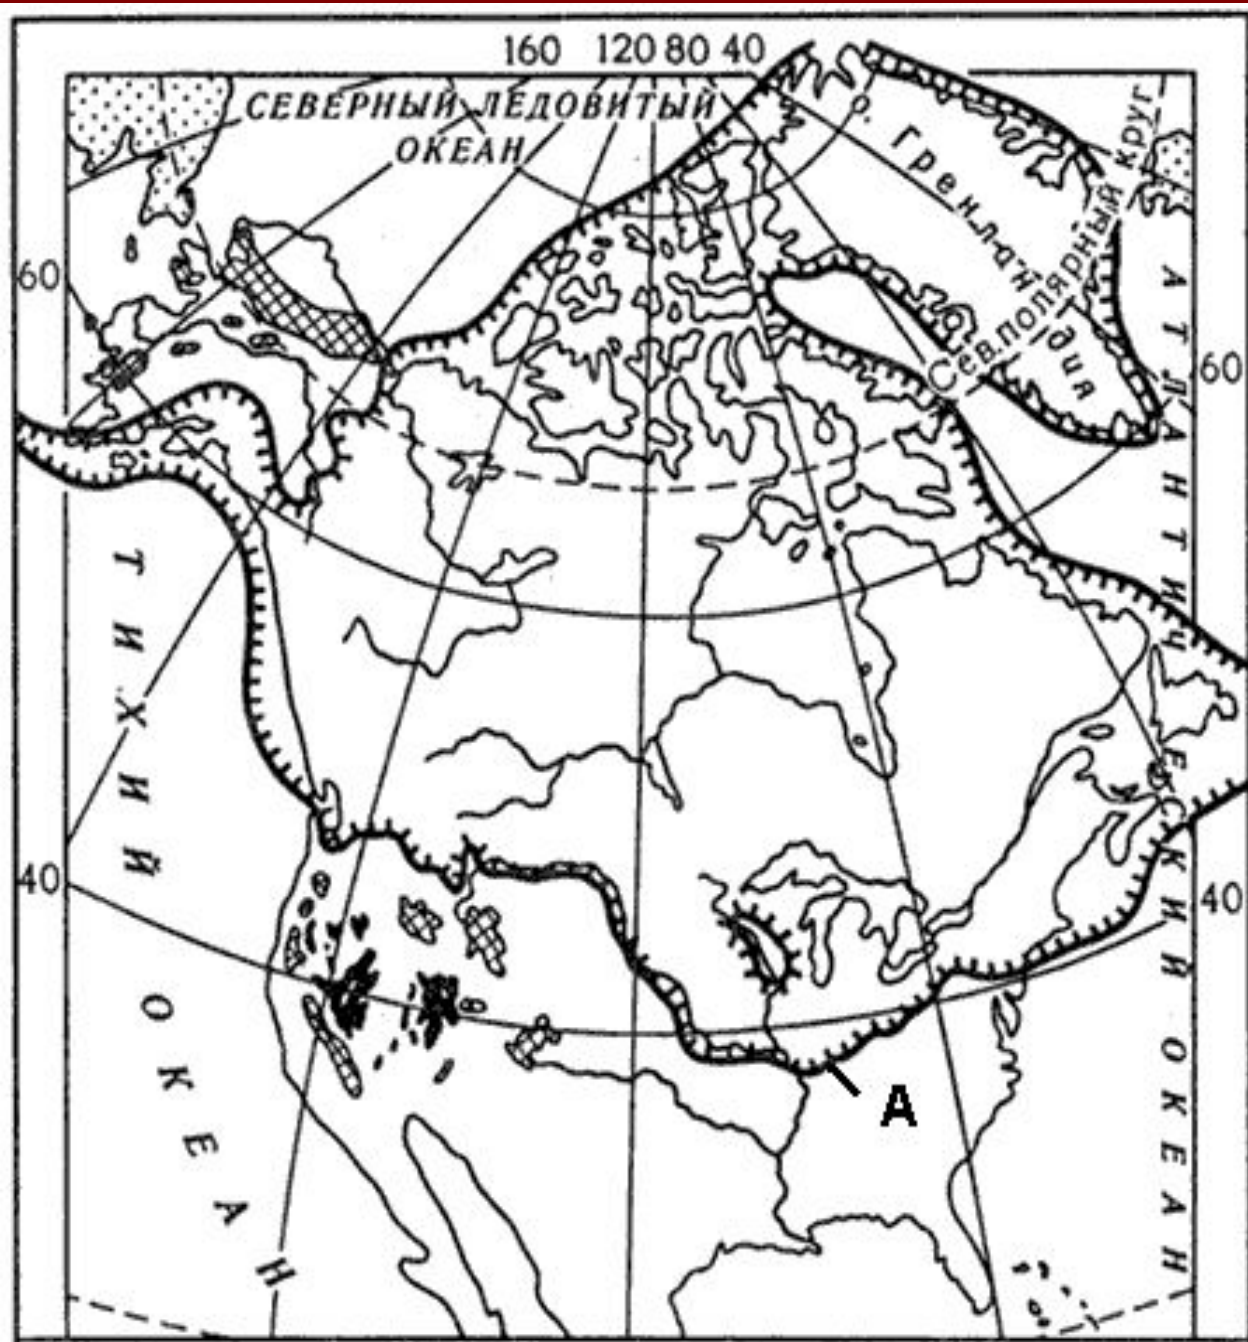 160 120 80 40
СЕВЕРНЫЙ ЛЕДОВИТЫЙ
ОКЕАН
о. Гренландия
Сев. полярный круг
60
60
40
40
ТИХИЙ ОКЕАН
АТЛАНТИЧЕСКИЙ ОКЕАН
А